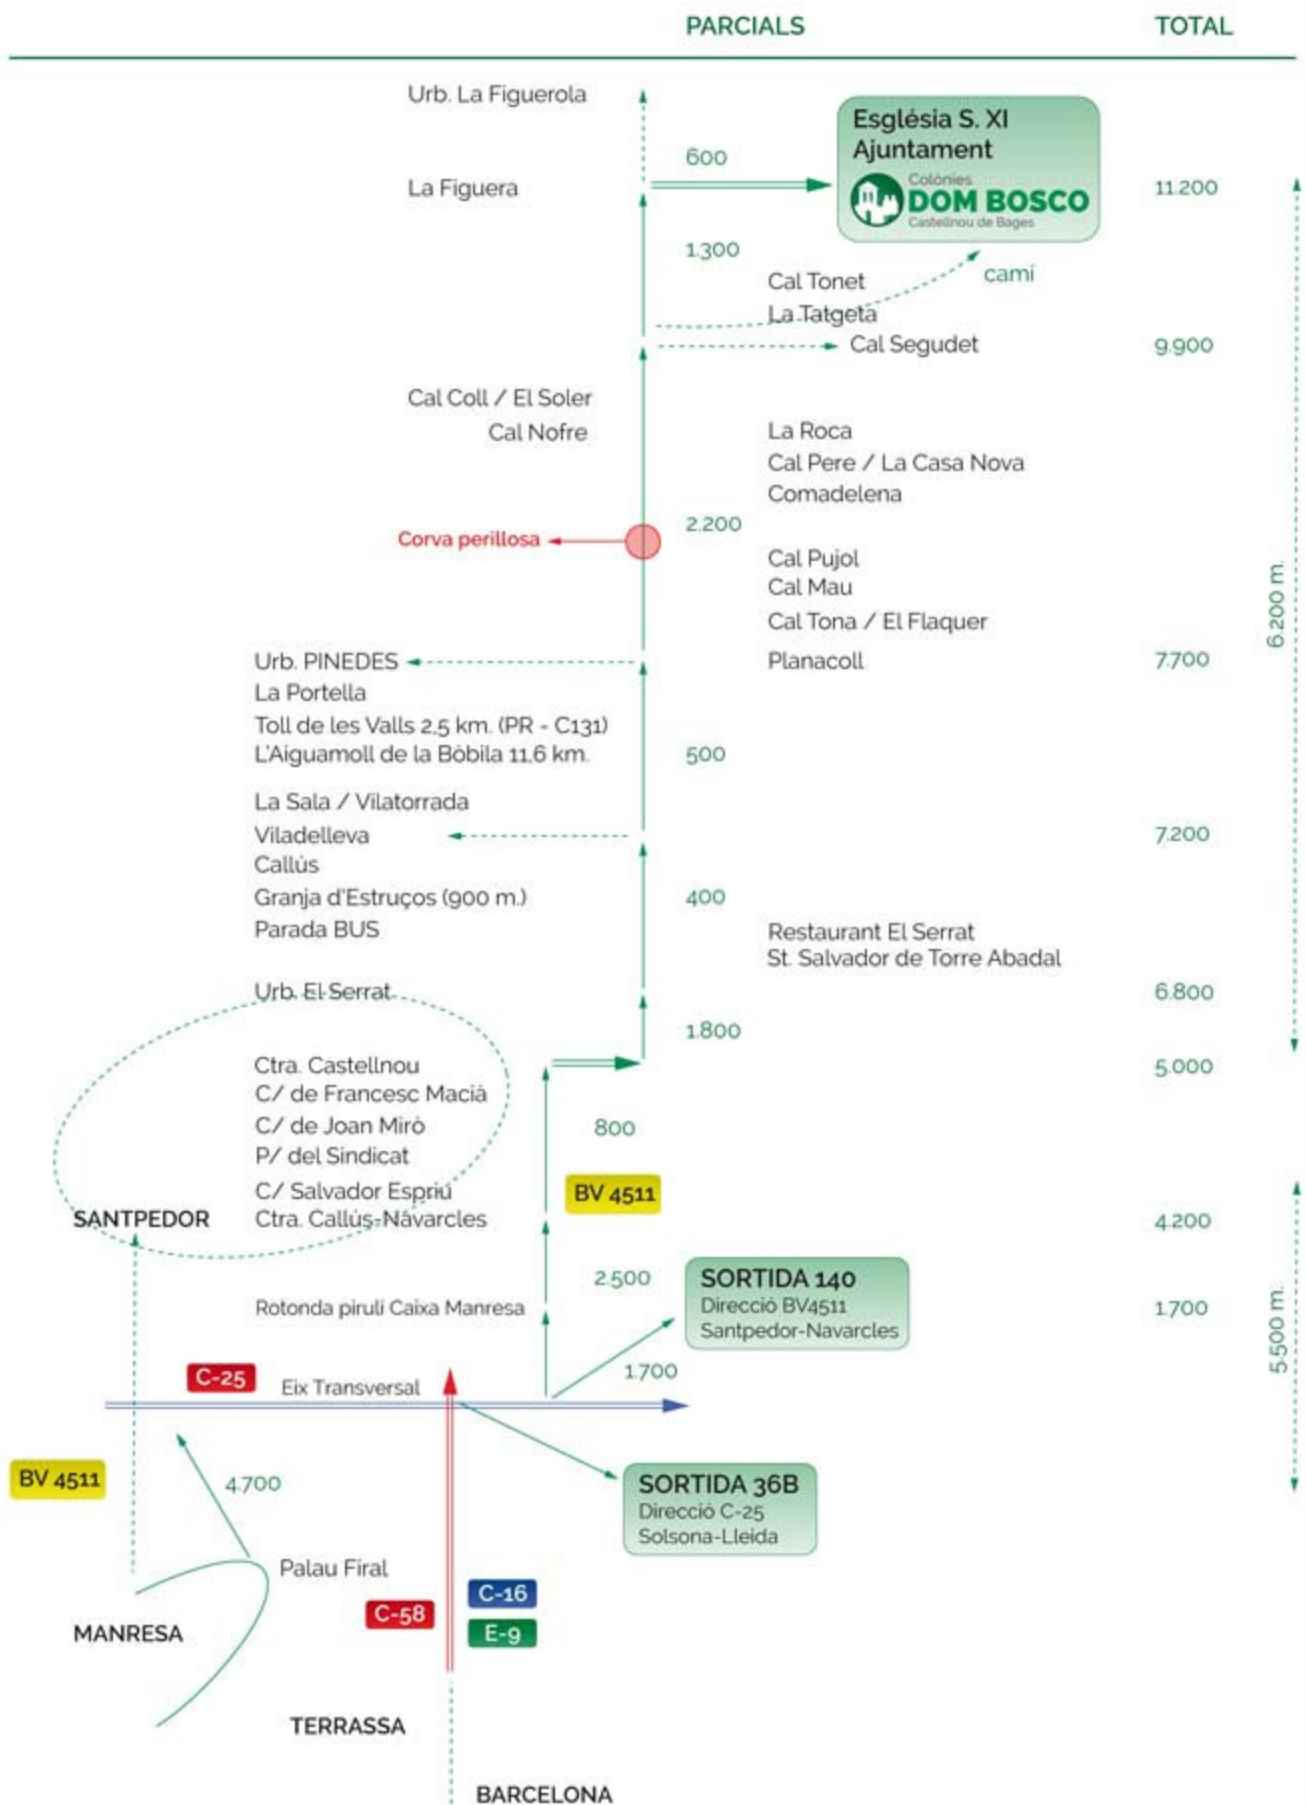 PARCIALS TOTAL
Urb. La Figuerola
Església S. XI
Ajuntament
Colònies
DOM BOSCO
Castellnou de Bages
600
La Figuera
11.200
1.300
camí
Cal Tonet
La Tatgeta
Cal Segudet
9.900
Cal Coll / El Soler
Cal Nofre
La Roca
Cal Pere / La Casa Nova
Comadelena
2.200
Corva perillosa
Cal Pujol
Cal Mau
Cal Tona / El Flaquer
6.200 m.
Urb. PINEDES
Planacoll
7.700
La Portella
Toll de les Valls 2,5 km. (PR - C131)
L'Aiguamoll de la Bòbila 11,6 km.
500
La Sala / Vilatorrada
Viladelleva
7.200
Callús
Granja d'Estruços (900 m.)
400
Parada BUS
Restaurant El Serrat
St. Salvador de Torre Abadal
Urb. El Serrat
6.800
1.800
Ctra. Castellnou
5.000
C/ de Francesc Macià
C/ de Joan Miró
800
P/ del Sindicat
C/ Salvador Espriu
BV 4511
SANTPEDOR
Ctra. Callús-Navarcles
4.200
2.500
SORTIDA 140
Direcció BV4511
Santpedor-Navarcles
Rotonda pirulí Caixa Manresa
1.700
5.500 m.
1.700
C-25
Eix Transversal
BV 4511
4.700
SORTIDA 36B
Direcció C-25
Solsona-Lleida
Palau Firal
C-16
C-58
E-9
MANRESA
TERRASSA
BARCELONA